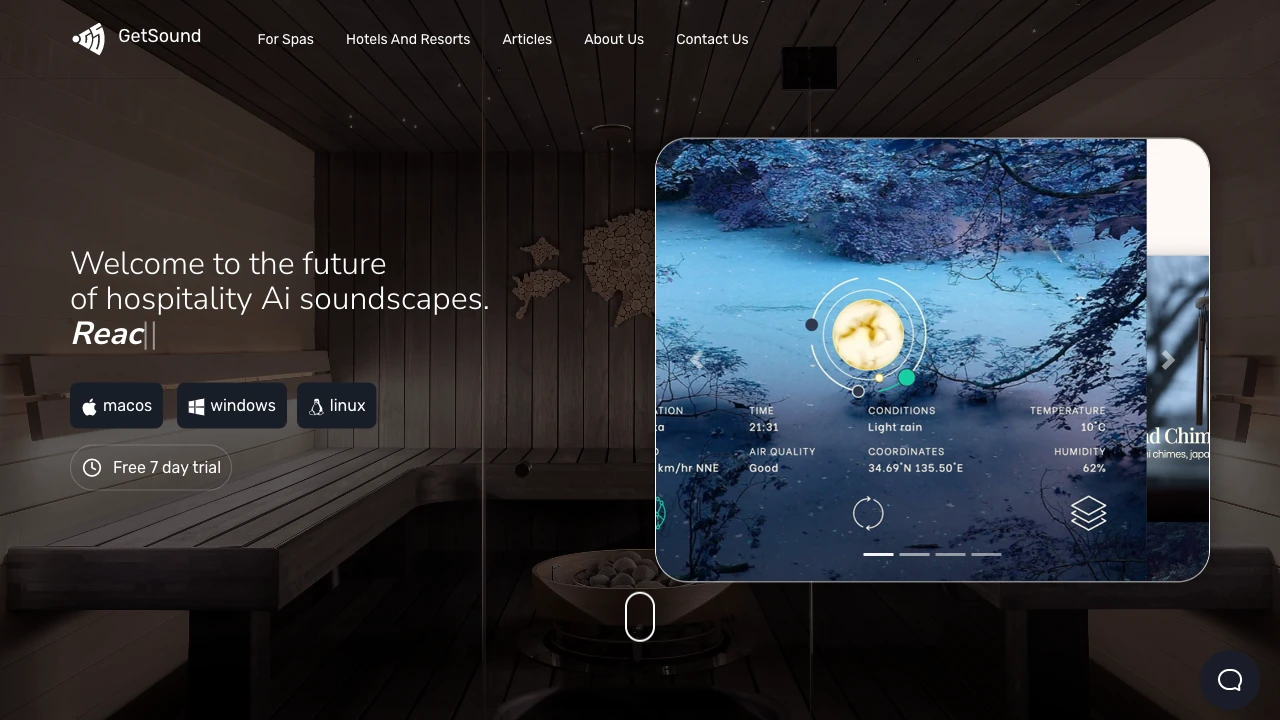 GetSound
For Spas
Hotels And Resorts
Articles
About Us
Contact Us
Welcome to the future
of hospitality Ai soundscapes.
Reac
macos
windows
linux
Free 7 day trial
TIME
CONDITIONS
TEMPERATURE
21:31
Light rain
10°C
AIR QUALITY
COORDINATES
HUMIDITY
km/hr NNE
Good
34.69°N 135.50°E
62%
d Chim
i chimes, japa